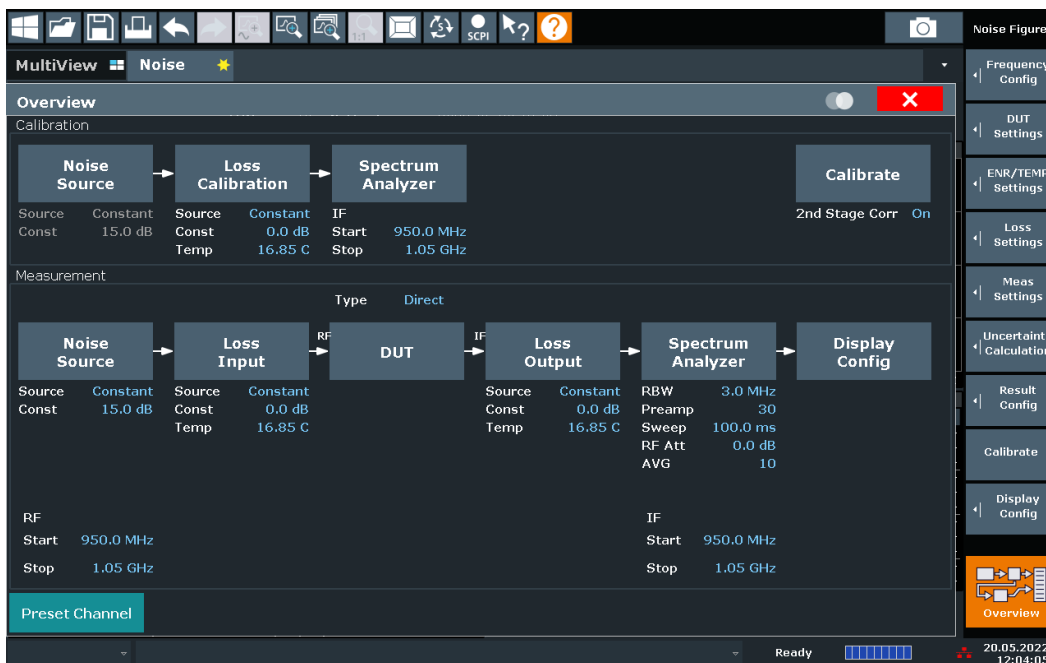 1:1 SCPI ? ?
Noise Figure
MultiView Noise
Frequency
Config
Overview
Calibration
Noise
Source
Loss
Calibration
Spectrum
Analyzer
Calibrate
Source Constant
Const 15.0 dB
Source Constant
Const 0.0 dB
Temp 16.85 C
IF
Start 950.0 MHz
Stop 1.05 GHz
2nd Stage Corr On
Measurement
Type Direct
Noise
Source
Loss
Input
RF
DUT
IF
Loss
Output
Spectrum
Analyzer
Display
Config
Source Constant
Const 15.0 dB
Source Constant
Const 0.0 dB
Temp 16.85 C
Source Constant
Const 0.0 dB
Temp 16.85 C
RBW 3.0 MHz
Preamp 30
Sweep 100.0 ms
RF Att 0.0 dB
AVG 10
RF
Start 950.0 MHz
Stop 1.05 GHz
IF
Start 950.0 MHz
Stop 1.05 GHz
Preset Channel
DUT
Settings
ENR/TEMP
Settings
Loss
Settings
Meas
Settings
Uncertaint
Calculatio
Result
Config
Calibrate
Display
Config
Overview
Ready
20.05.2022
12:04:05